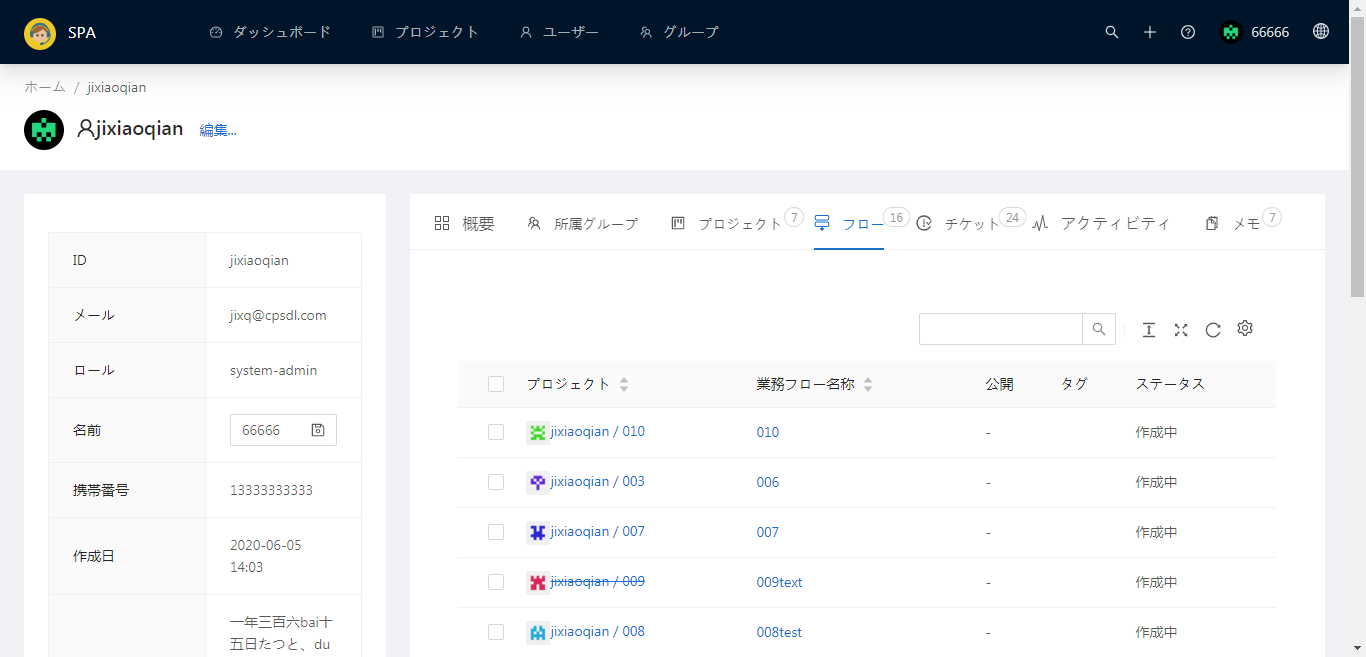 SPA ダッシュボード プロジェクト ユーザー グループ 66666
ホーム / jixiaoqian
jixiaoqian 編集...
概要 所属グループ プロジェクト 7 フロー 16 チケット 24 アクティビティ メモ 7
ID jixiaoqian
メール jixq@cpsdl.com
ロール system-admin
名前 66666
携帯番号 13333333333
作成日 2020-06-05
14:03
一年三百六bai十
五日たつと、du
プロジェクト 業務フロー名称 公開 タグ ステータス
jixiaoqian / 010 010 - 作成中
jixiaoqian / 003 006 - 作成中
jixiaoqian / 007 007 - 作成中
jixiaoqian / 009 009text - 作成中
jixiaoqian / 008 008test - 作成中